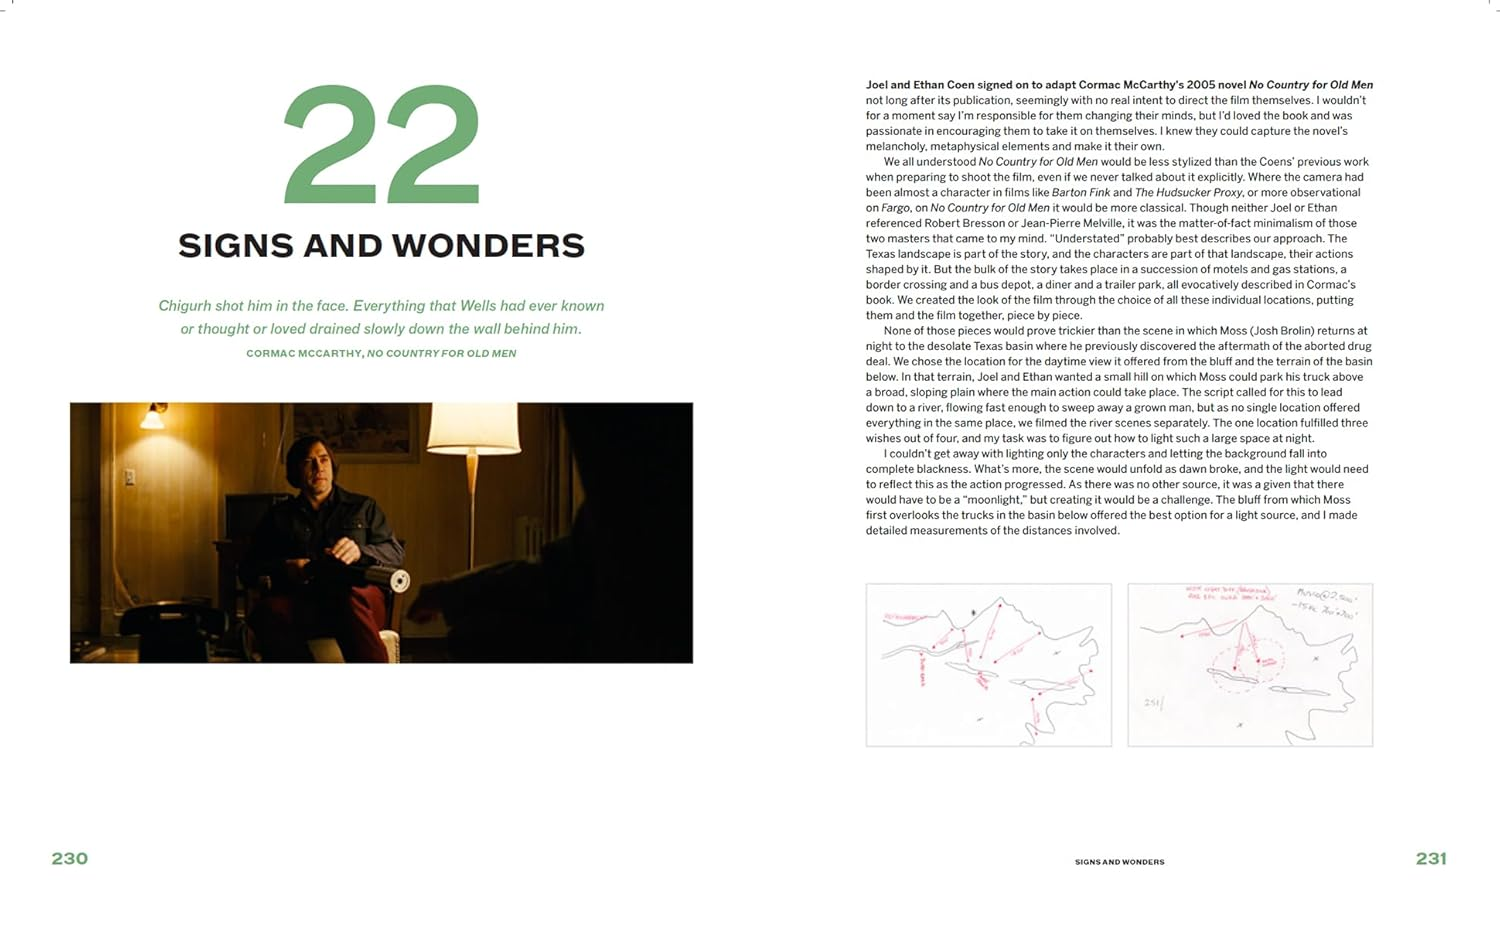 22
SIGNS AND WONDERS
Chigurh shot him in the face. Everything that Wells had ever known
or thought or loved drained slowly down the wall behind him.
CORMAC MCCARTHY, NO COUNTRY FOR OLD MEN
230
Joel and Ethan Coen signed on to adapt Cormac McCarthy's 2005 novel No Country for Old Men
not long after its publication, seemingly with no real intent to direct the film themselves. I wouldn't
for a moment say I'm responsible for them changing their minds, but I'd loved the book and was
passionate in encouraging them to take it on themselves. I knew they could capture the novel's
melancholy, metaphysical elements and make it their own.
We all understood No Country for Old Men would be less stylized than the Coens' previous work
when preparing to shoot the film, even if we never talked about it explicitly. Where the camera had
been almost a character in films like Barton Fink and The Hudsucker Proxy, or more observational
on Fargo, on No Country for Old Men it would be more classical. Though neither Joel or Ethan
referenced Robert Bresson or Jean-Pierre Melville, it was the matter-of-fact minimalism of those
two masters that came to my mind. "Understated" probably best describes our approach. The
Texas landscape is part of the story, and the characters are part of that landscape, their actions
shaped by it. But the bulk of the story takes place in a succession of motels and gas stations, a
border crossing and a bus depot, a diner and a trailer park, all evocatively described in Cormac's
book. We created the look of the film through the choice of all these individual locations, putting
them and the film together, piece by piece.
None of those pieces would prove trickier than the scene in which Moss (Josh Brolin) returns at
night to the desolate Texas basin where he previously discovered the aftermath of the aborted drug
deal. We chose the location for the daytime view it offered from the bluff and the terrain of the basin
below. In that terrain, Joel and Ethan wanted a small hill on which Moss could park his truck above
a broad, sloping plain where the main action could take place. The script called for this to lead
down to a river, flowing fast enough to sweep away a grown man, but as no single location offered
everything in the same place, we filmed the river scenes separately. The one location fulfilled three
wishes out of four, and my task was to figure out how to light such a large space at night.
I couldn't get away with lighting only the characters and letting the background fall into
complete blackness. What's more, the scene would unfold as dawn broke, and the light would need
to reflect this as the action progressed. As there was no other source, it was a given that there
would have to be a "moonlight," but creating it would be a challenge. The bluff from which Moss
first overlooks the trucks in the basin below offered the best option for a light source, and I made
detailed measurements of the distances involved.
251/
SIGNS AND WONDERS
231